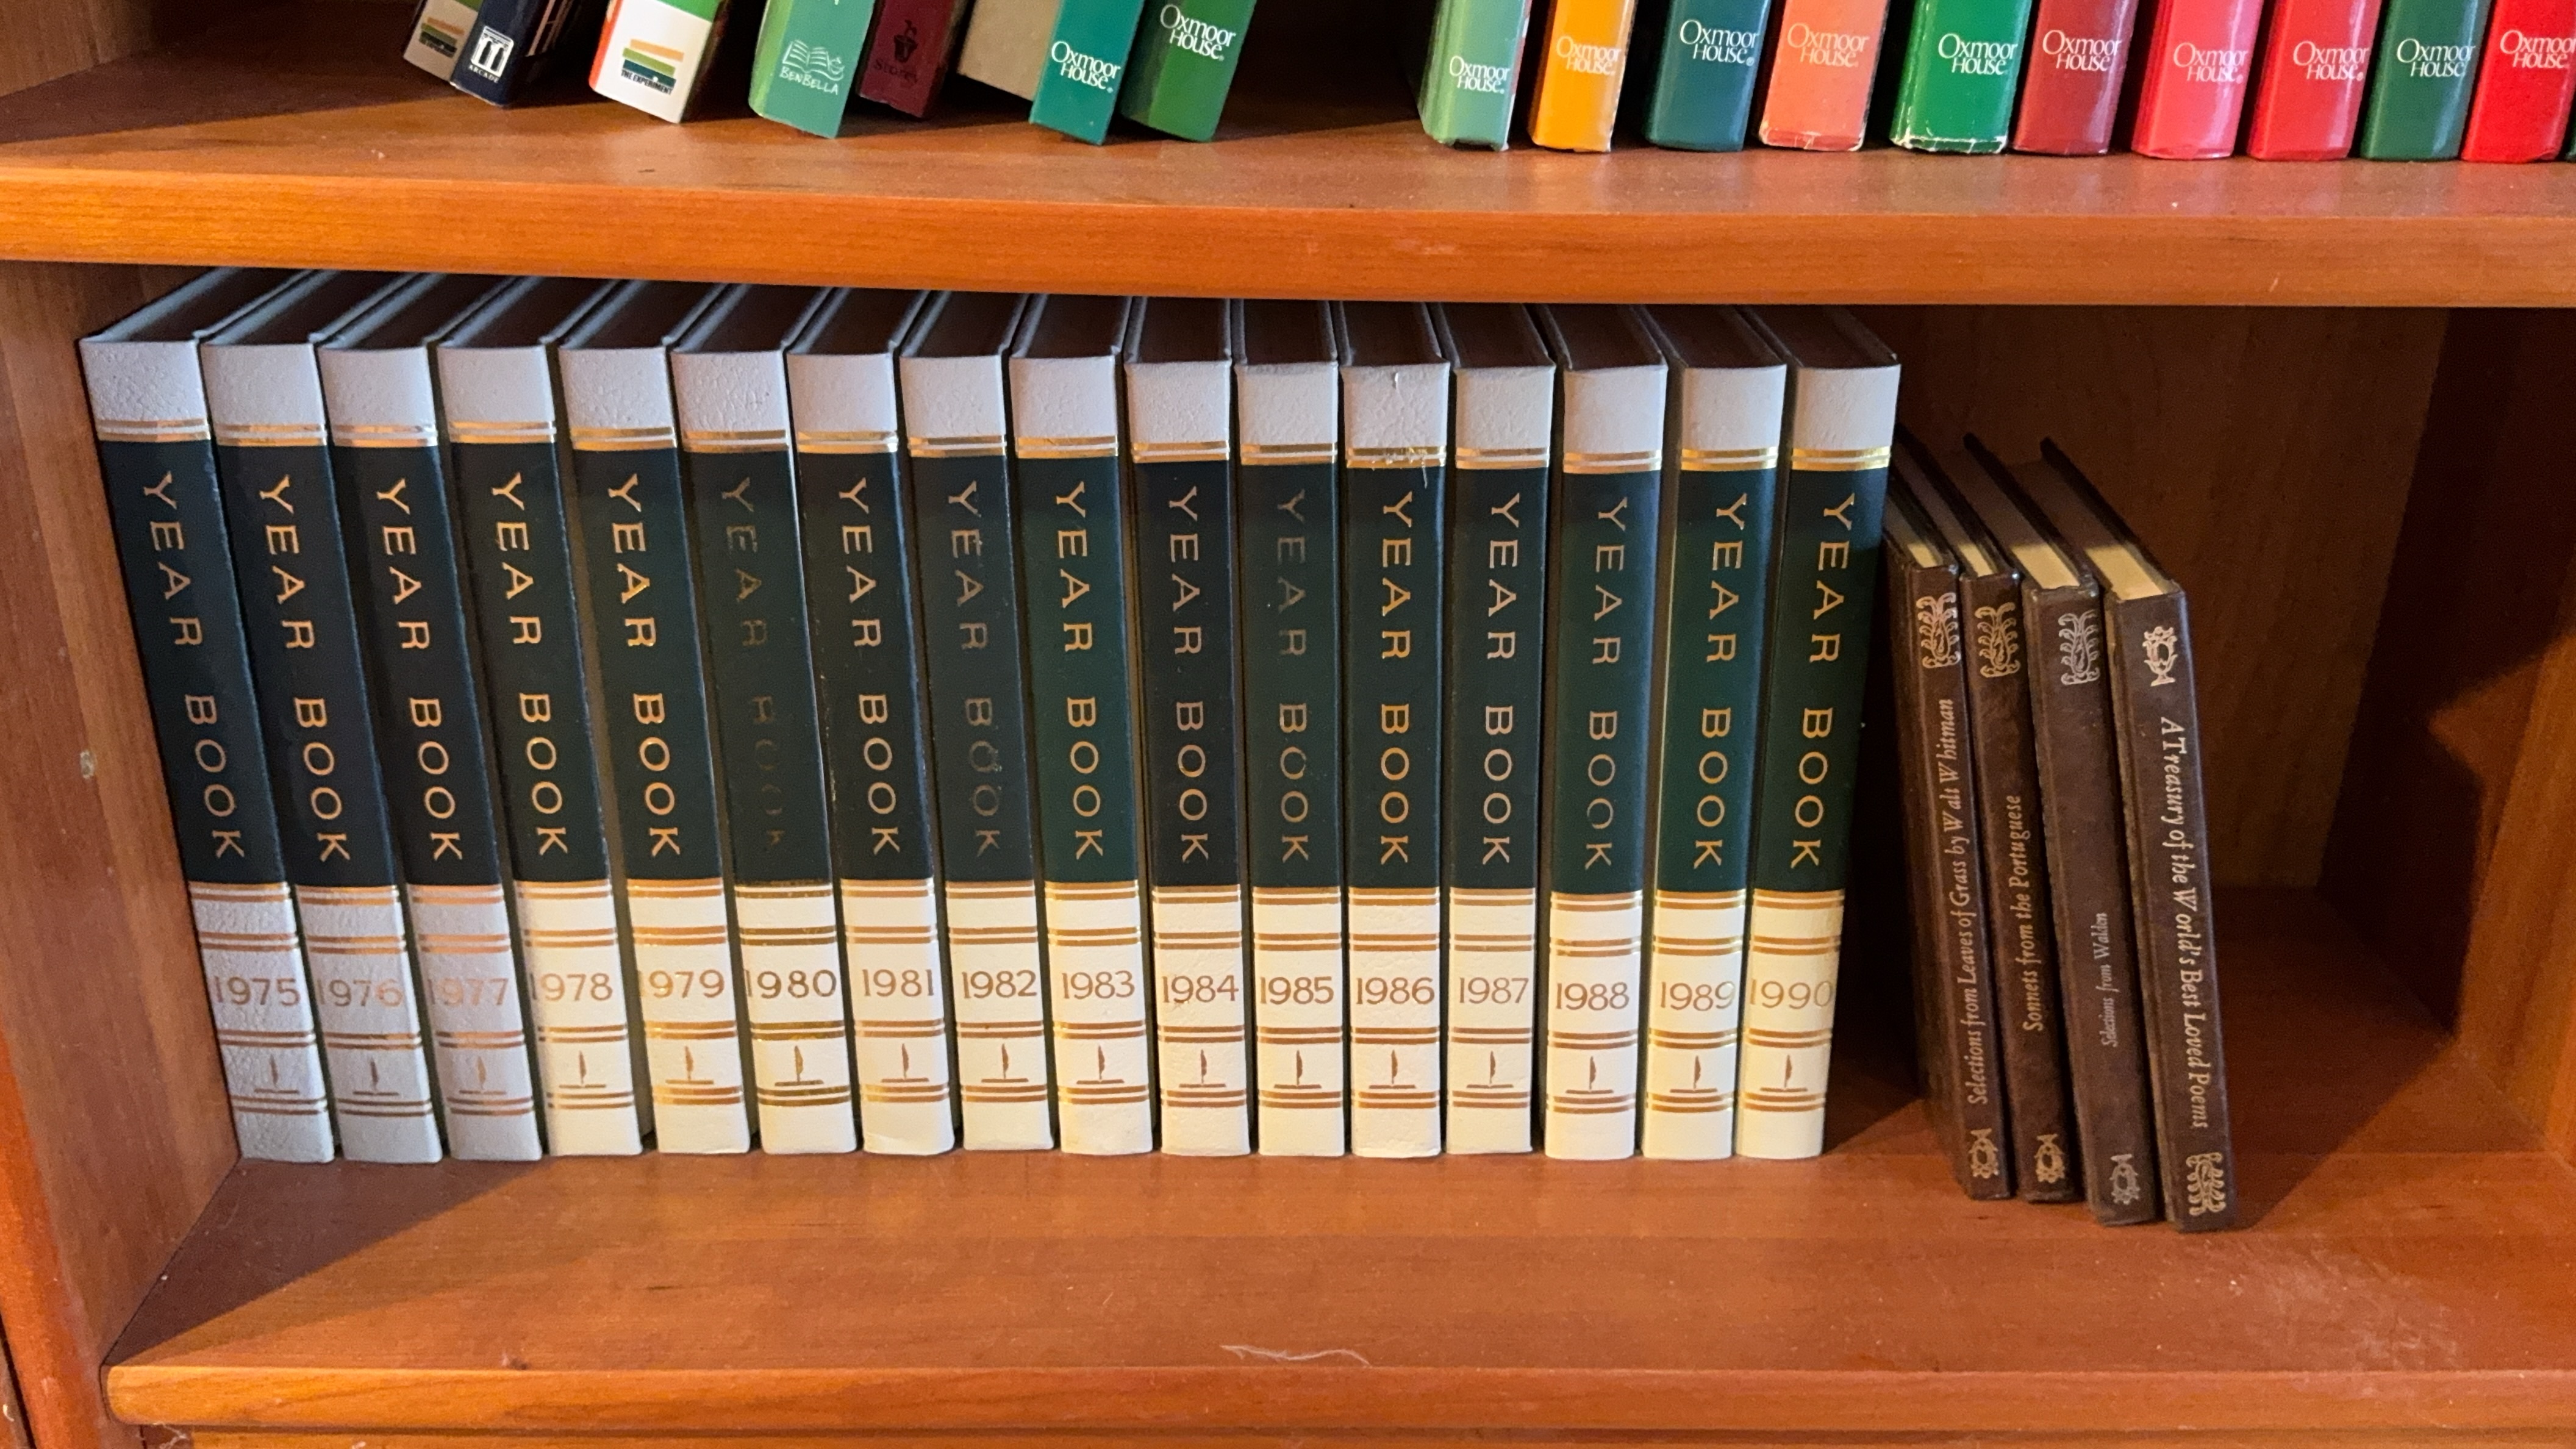 ARCADE
THE EXPERIMENT
BENBELLA
Oxmoor
House®
Oxmoor
House®
Oxmoor
House®
Oxmoor
House®
Oxmoor
House®
Oxmoor
House®
Oxmoor
House®
Oxmoor
House®
Oxmoor
House®
Oxmoor
House®
Oxmoor
House®
Oxmoor
House
YEAR BOOK
1975
YEAR BOOK
1976
YEAR BOOK
1977
YEAR BOOK
1978
YEAR BOOK
1979
YEAR BOOK
1980
YEAR BOOK
1981
YEAR BOOK
1982
YEAR BOOK
1983
YEAR BOOK
1984
YEAR BOOK
1985
YEAR BOOK
1986
YEAR BOOK
1987
YEAR BOOK
1988
YEAR BOOK
1989
YEAR BOOK
1990
Selections from Leaves of Grass by Walt Whitman
Sonnets from the Portuguese
Selections from Walden
A Treasury of the World's Best Loved Poems